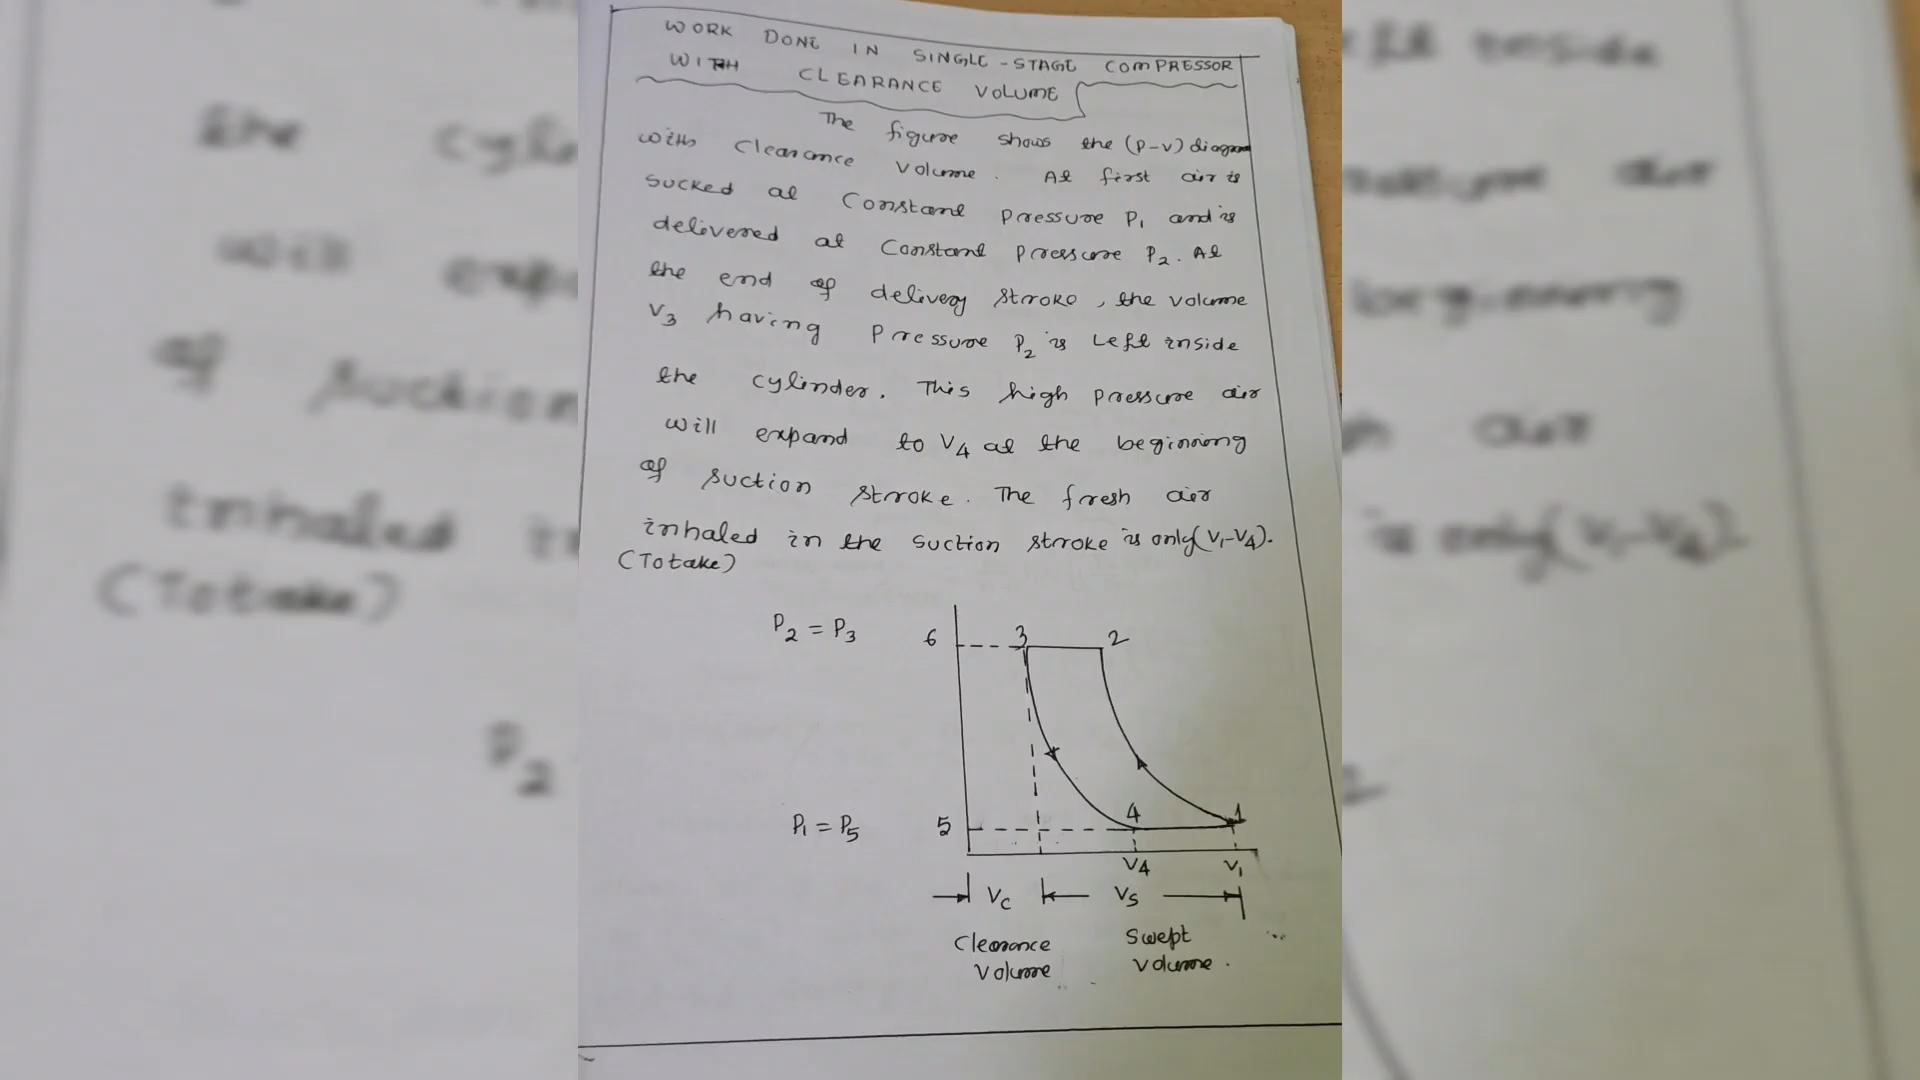 WORK DONE IN SINGLE-STAGE COMPRESSOR
WITH CLEARANCE VOLUME
The figure shows the (P-V) diagram
with Clearance Volume. At first air is
sucked at Constant pressure P1 and is
delivered at Constant pressure P2. At
the end of delivery stroke, the volume
V3 having pressure P2 is left inside
the cylinder. This high pressure air
will expand to V4 at the beginning
of suction stroke. The fresh air
inhaled in the suction stroke is only (V1-V4).
(To take)
P2 = P3 6 3 2
P1 = P5 5 4 1
V4 V1
Vc Vs
Clearance Volume
Swept Volume.